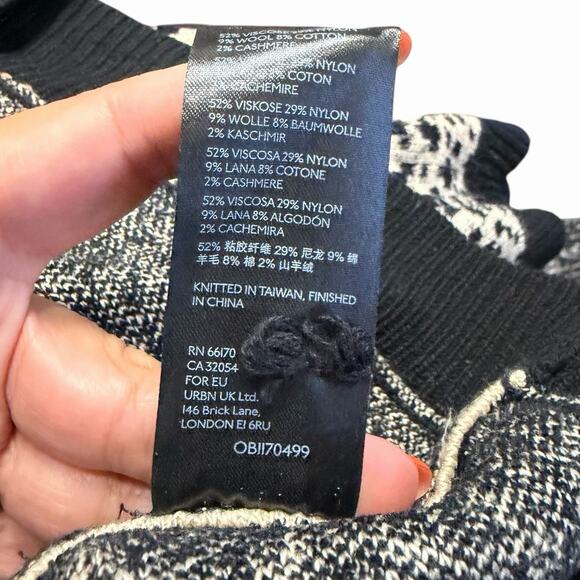 52% VISCOSE 29% NYLON
9% WOOL 8% COTTON
2% CASHMERE
29% NYLON
8% COTON
CACHEMIRE
52% VISKOSE 29% NYLON
9% WOLLE 8% BAUMWOLLE
2% KASCHMIR
52% VISCOSA 29% NYLON
9% LANA 8% COTONE
2% CASHMERE
52% VISCOSA 29% NYLON
9% LANA 8% ALGODÓN
2% CACHEMIRA
52% 粘胶纤维 29% 尼龙 9% 绵
羊毛 8% 棉 2% 山羊绒
KNITTED IN TAIWAN, FINISHED
IN CHINA
RN 66170
CA 32054
FOR EU
URBN UK Ltd.
146 Brick Lane,
LONDON E1 6RU
OB1170499